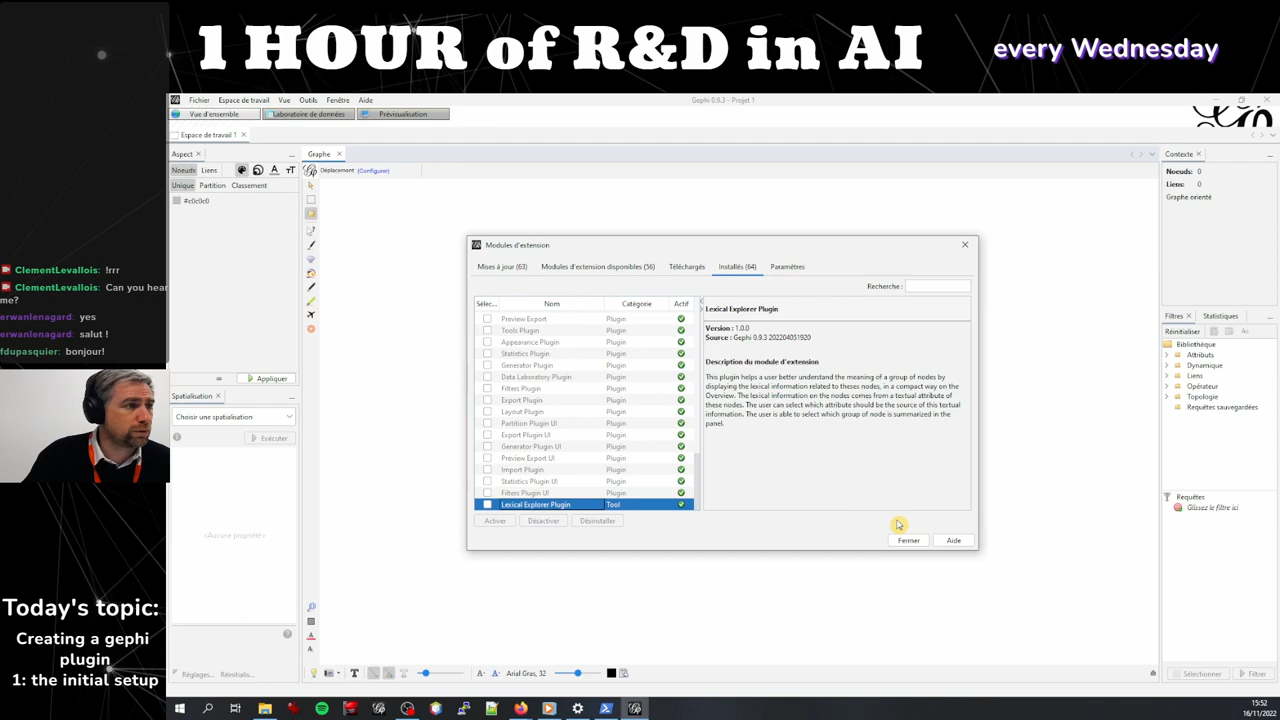 1 HOUR of R&D in AI
every Wednesday
Gephi 0.9.3 - Projet 1
Fichier Espace de travail Vue Outils Fenêtre Aide
Vue d'ensemble Laboratoire de données Prévisualisation
Espace de travail 1
Aspect
Noeuds Liens
Unique Partition Classement
#c0c0c0
Appliquer
Spatialisation
Choisir une spatialisation
Exécuter
<Aucune propriété>
Réglages... Réinitialis...
Graphe
Déplacement (Configurer)
Arial Gras, 32
Modules d'extension
Mises à jour (63) Modules d'extension disponibles (56) Téléchargés Installés (64) Paramètres
Recherche :
Sélec... Nom Catégorie Actif
Preview Export Plugin
Tools Plugin Plugin
Appearance Plugin Plugin
Statistics Plugin Plugin
Generator Plugin Plugin
Data Laboratory Plugin Plugin
Filters Plugin Plugin
Export Plugin Plugin
Layout Plugin Plugin
Partition Plugin UI Plugin
Export Plugin UI Plugin
Generator Plugin UI Plugin
Preview Export UI Plugin
Import Plugin Plugin
Statistics Plugin UI Plugin
Filters Plugin UI Plugin
Lexical Explorer Plugin Tool
Activer Désactiver Désinstaller
Lexical Explorer Plugin
Version : 1.0.0
Source : Gephi 0.9.3 202204051920
Description du module d'extension
This plugin helps a user better understand the meaning of a group of nodes by
displaying the lexical information related to theses nodes, in a compact way on the
Overview. The lexical information on the nodes comes from a textual attribute of
these nodes. The user can select which attribute should be the source of this textual
information. The user is able to select which group of node is summarized in the
panel.
Fermer Aide
Contexte
Noeuds: 0
Liens: 0
Graphe orienté
Filtres Statistiques
Réinitialiser
Bibliothèque
Attributs
Dynamique
Liens
Opérateur
Topologie
Requêtes sauvegardées
Requêtes
Glissez le filtre ici
Sélectionner Filtrer
ClementLevallois: !rrr
ClementLevallois: Can you hear
me?
erwanlenagard: yes
erwanlenagard: salut !
fdupasquier: bonjour!
Today's topic:
Creating a gephi
plugin
1: the initial setup
15:52
16/11/2022